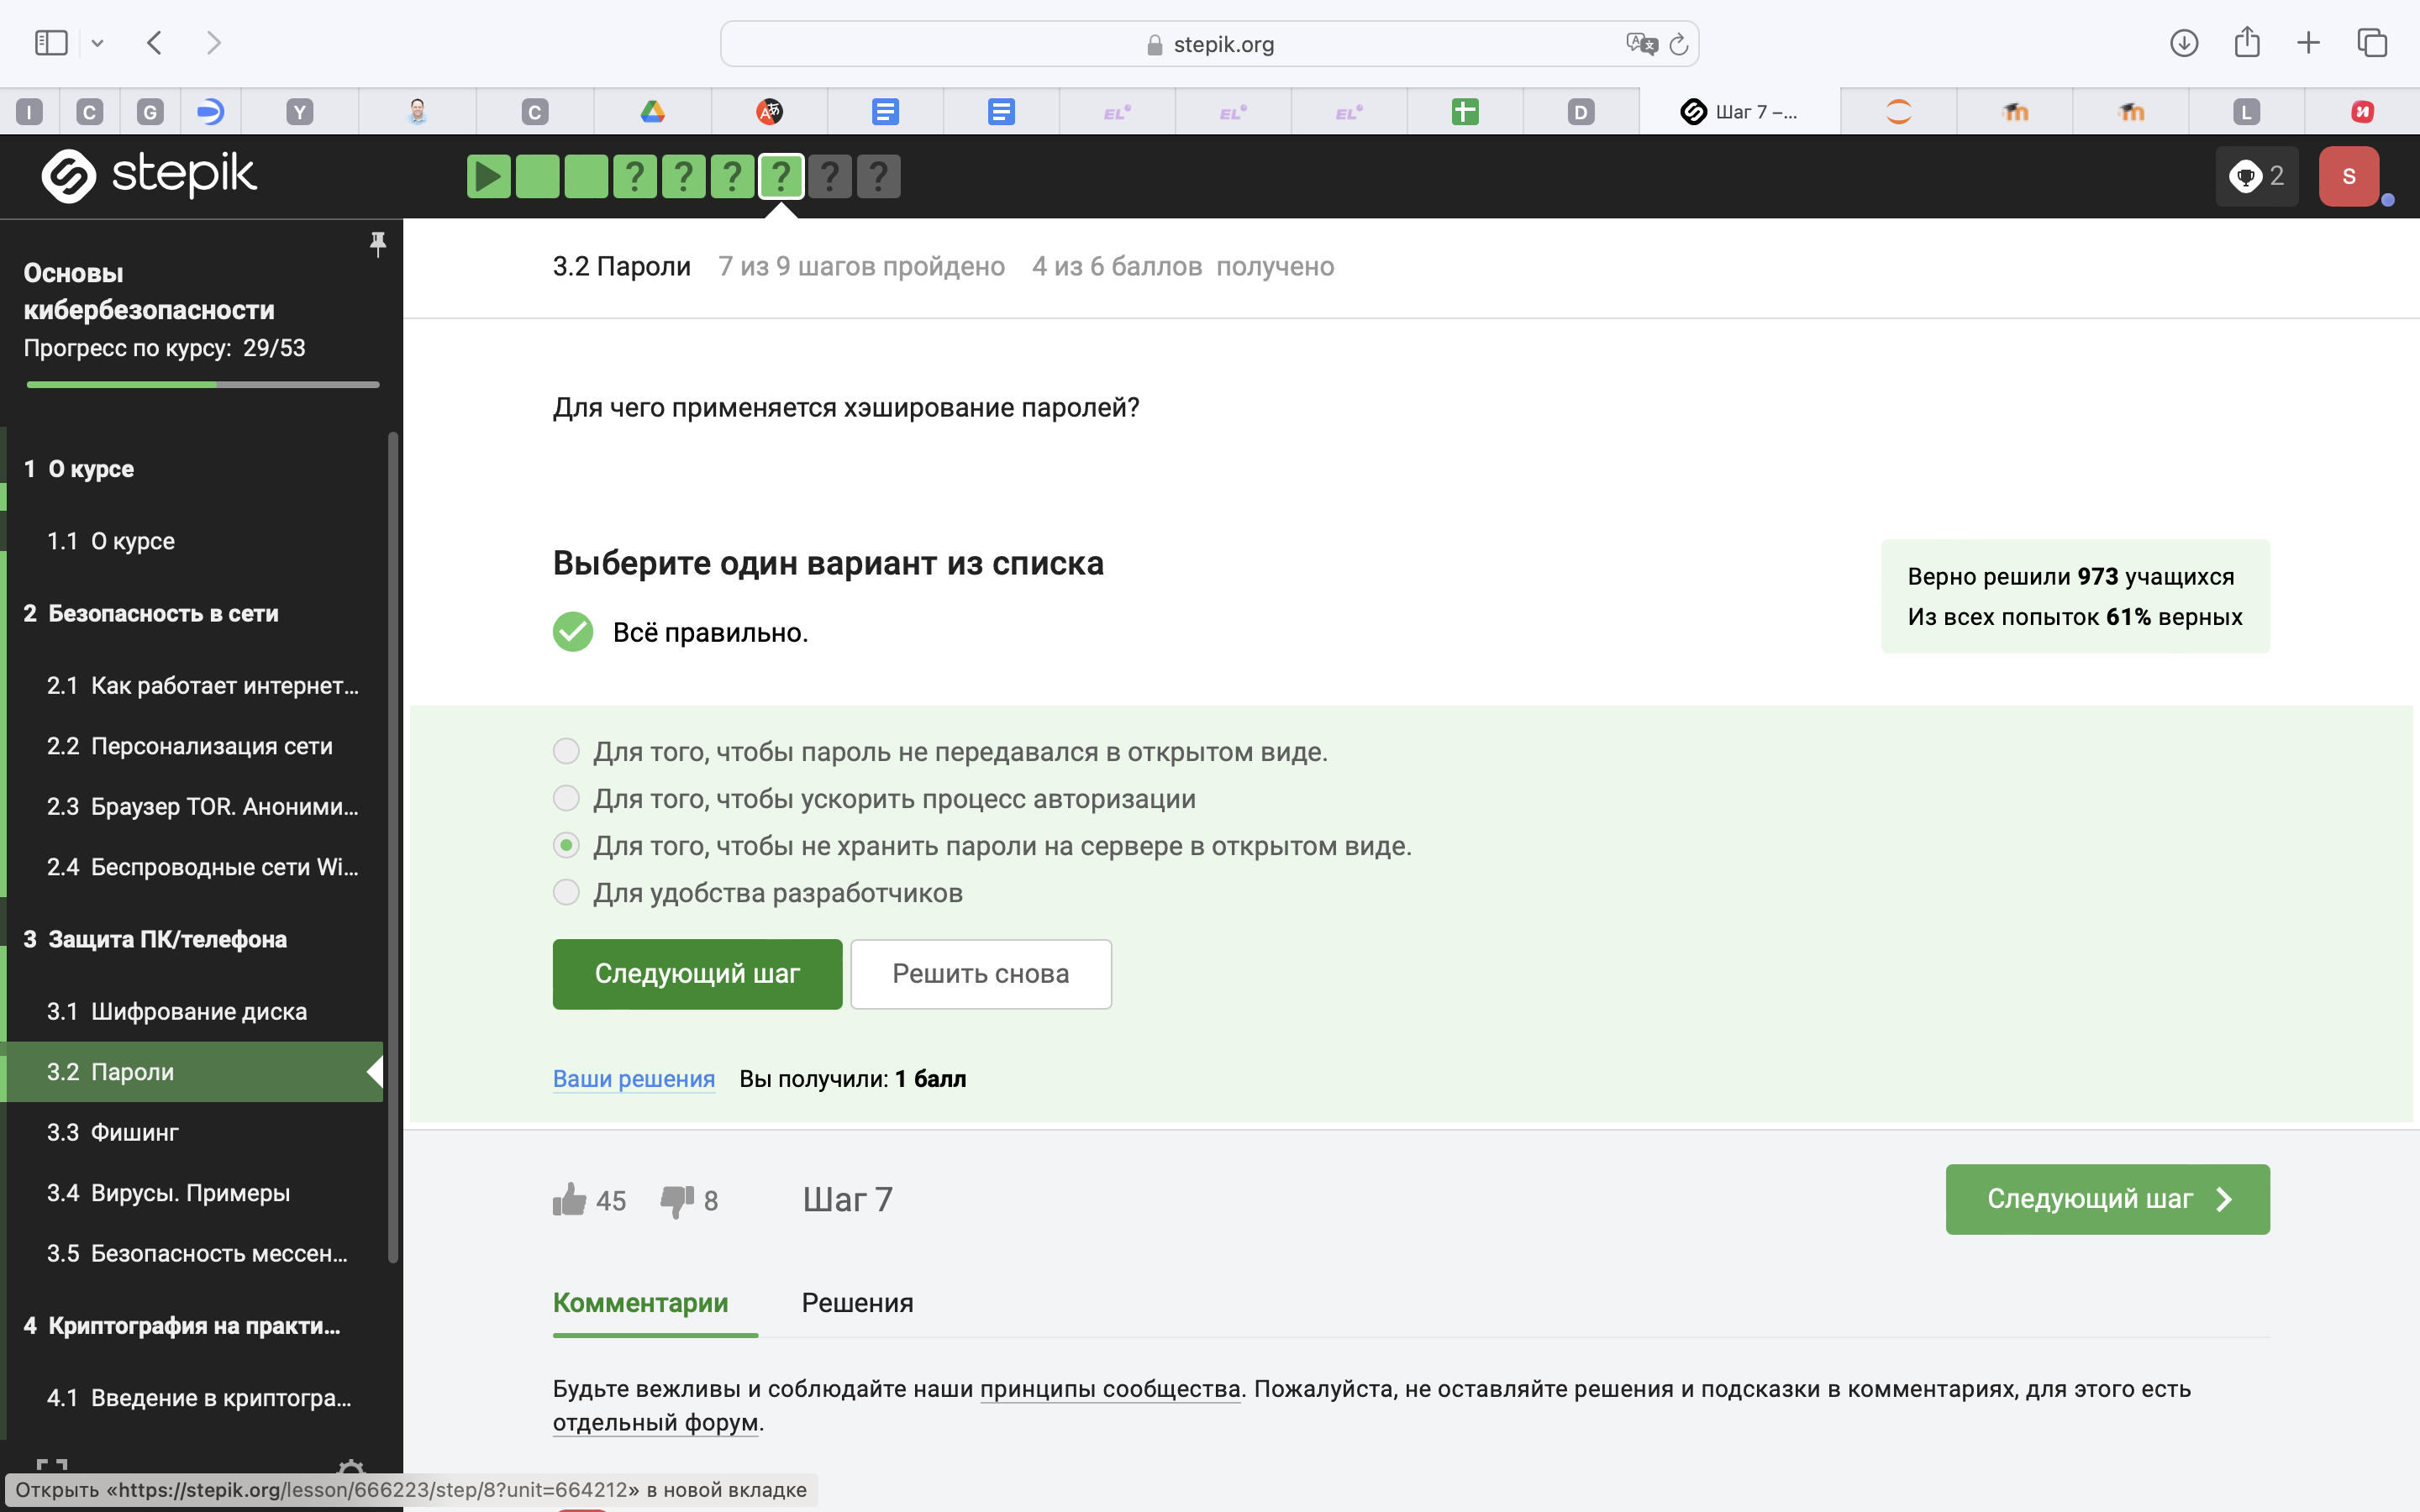 stepik.org
I
C
G
Y
C
EL
EL
EL
D
Шаг 7 –...
L
stepik
? ? ? ? ? ?
2
S
Основы
кибербезопасности
Прогресс по курсу: 29/53
1 О курсе
1.1 О курсе
2 Безопасность в сети
2.1 Как работает интернет...
2.2 Персонализация сети
2.3 Браузер TOR. Аноними...
2.4 Беспроводные сети Wi...
3 Защита ПК/телефона
3.1 Шифрование диска
3.2 Пароли
3.3 Фишинг
3.4 Вирусы. Примеры
3.5 Безопасность мессен...
4 Криптография на практи...
4.1 Введение в криптогра...
3.2 Пароли 7 из 9 шагов пройдено 4 из 6 баллов получено
Для чего применяется хэширование паролей?
Выберите один вариант из списка
Всё правильно.
Верно решили 973 учащихся
Из всех попыток 61% верных
Для того, чтобы пароль не передавался в открытом виде.
Для того, чтобы ускорить процесс авторизации
Для того, чтобы не хранить пароли на сервере в открытом виде.
Для удобства разработчиков
Следующий шаг Решить снова
Ваши решения Вы получили: 1 балл
45 8 Шаг 7 Следующий шаг
Комментарии Решения
Будьте вежливы и соблюдайте наши принципы сообщества. Пожалуйста, не оставляйте решения и подсказки в комментариях, для этого есть
отдельный форум.
Открыть «https://stepik.org/lesson/666223/step/8?unit=664212» в новой вкладке